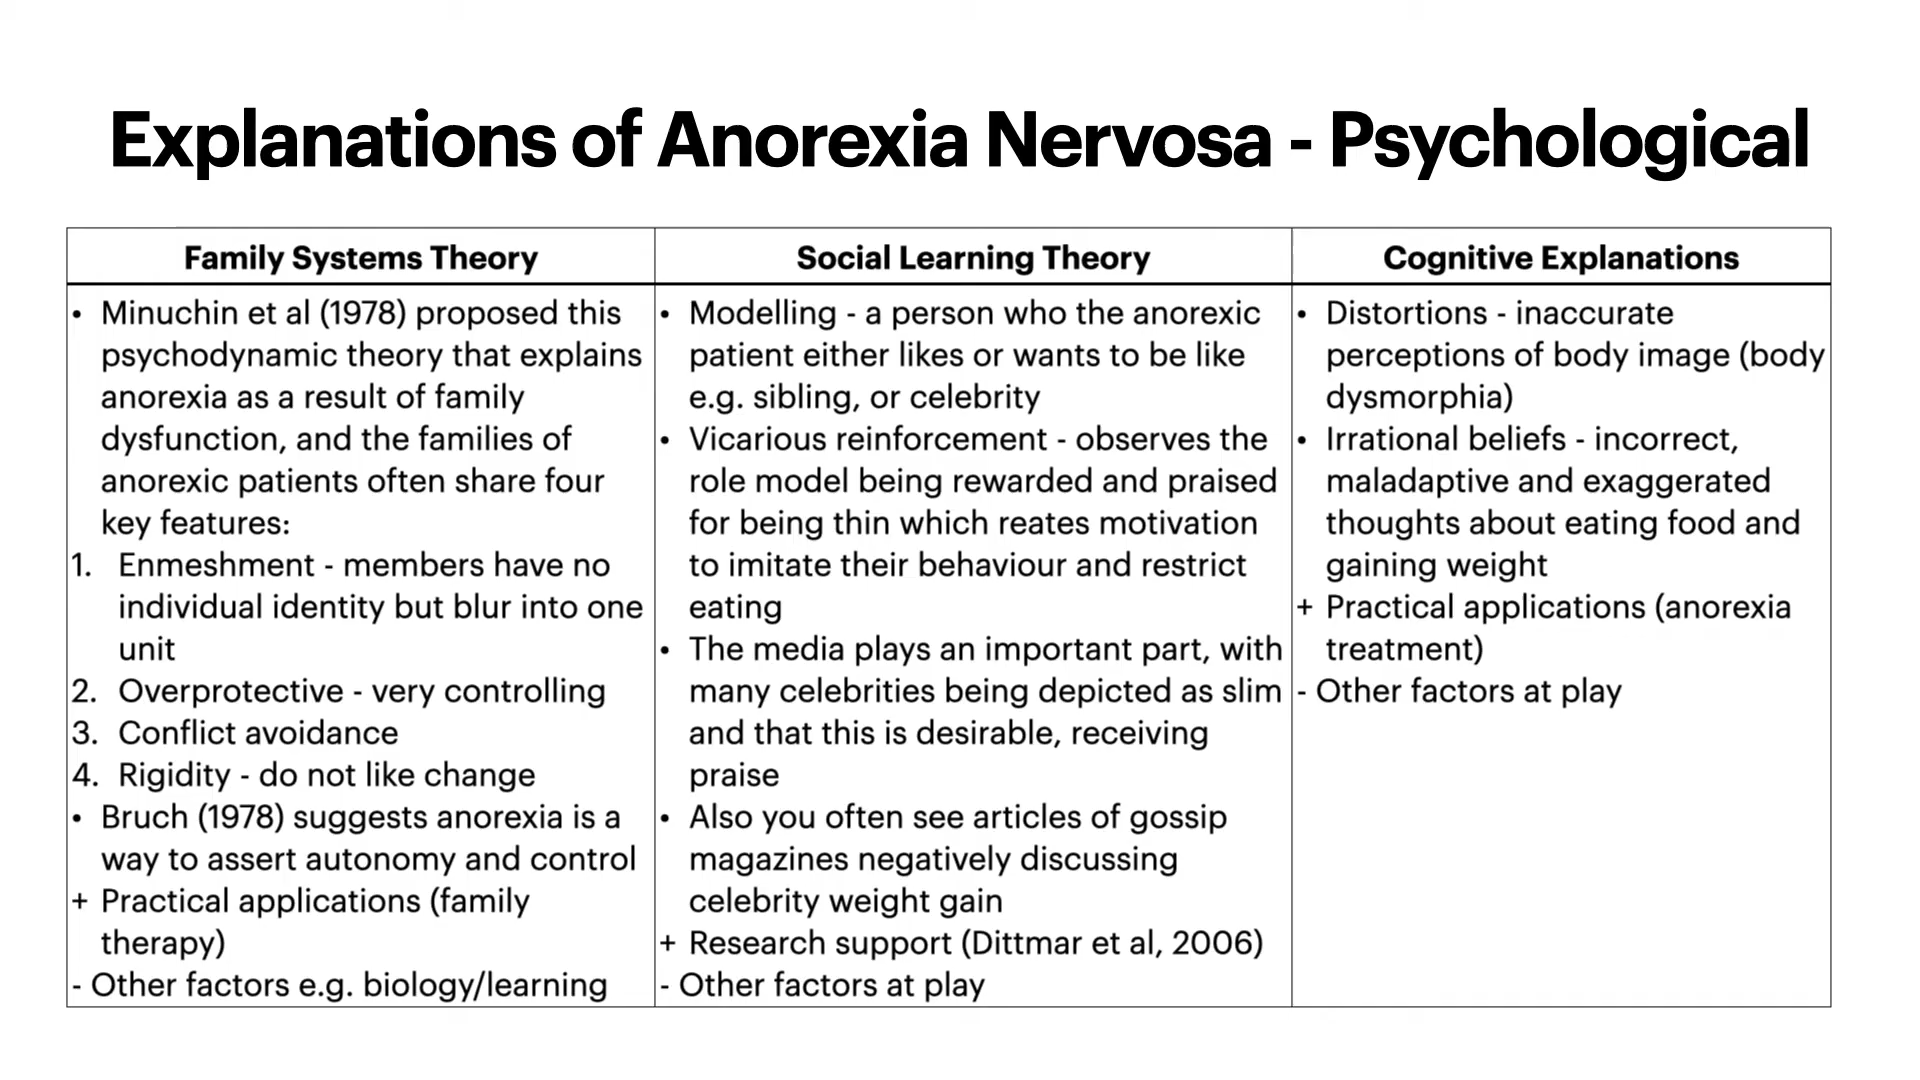 Explanations of Anorexia Nervosa - Psychological
Family Systems Theory
• Minuchin et al (1978) proposed this
psychodynamic theory that explains
anorexia as a result of family
dysfunction, and the families of
anorexic patients often share four
key features:
1. Enmeshment - members have no
individual identity but blur into one
unit
2. Overprotective - very controlling
3. Conflict avoidance
4. Rigidity - do not like change
• Bruch (1978) suggests anorexia is a
way to assert autonomy and control
+ Practical applications (family
therapy)
- Other factors e.g. biology/learning
Social Learning Theory
• Modelling - a person who the anorexic
patient either likes or wants to be like
e.g. sibling, or celebrity
• Vicarious reinforcement - observes the
role model being rewarded and praised
for being thin which reates motivation
to imitate their behaviour and restrict
eating
• The media plays an important part, with
many celebrities being depicted as slim
and that this is desirable, receiving
praise
• Also you often see articles of gossip
magazines negatively discussing
celebrity weight gain
+ Research support (Dittmar et al, 2006)
- Other factors at play
Cognitive Explanations
• Distortions - inaccurate
perceptions of body image (body
dysmorphia)
• Irrational beliefs - incorrect,
maladaptive and exaggerated
thoughts about eating food and
gaining weight
+ Practical applications (anorexia
treatment)
- Other factors at play